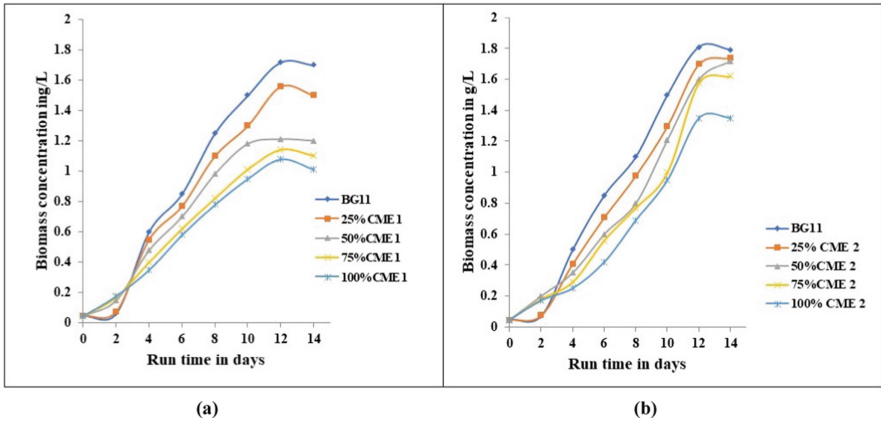 2
1.8
1.6
1.4
1.2
1
0.8
0.6
0.4
0.2
0
0 2 4 6 8 10 12 14
Biomass concentration ing/L
Run time in days
BG11
25%CME1
50%CME1
75%CME1
100%CME1
(a)
2
1.8
1.6
1.4
1.2
1
0.8
0.6
0.4
0.2
0
0 2 4 6 8 10 12 14
Biomass concentration in g/L
Run time in days
BG11
25% CME 2
50%CME 2
75%CME 2
100% CME 2
(b)